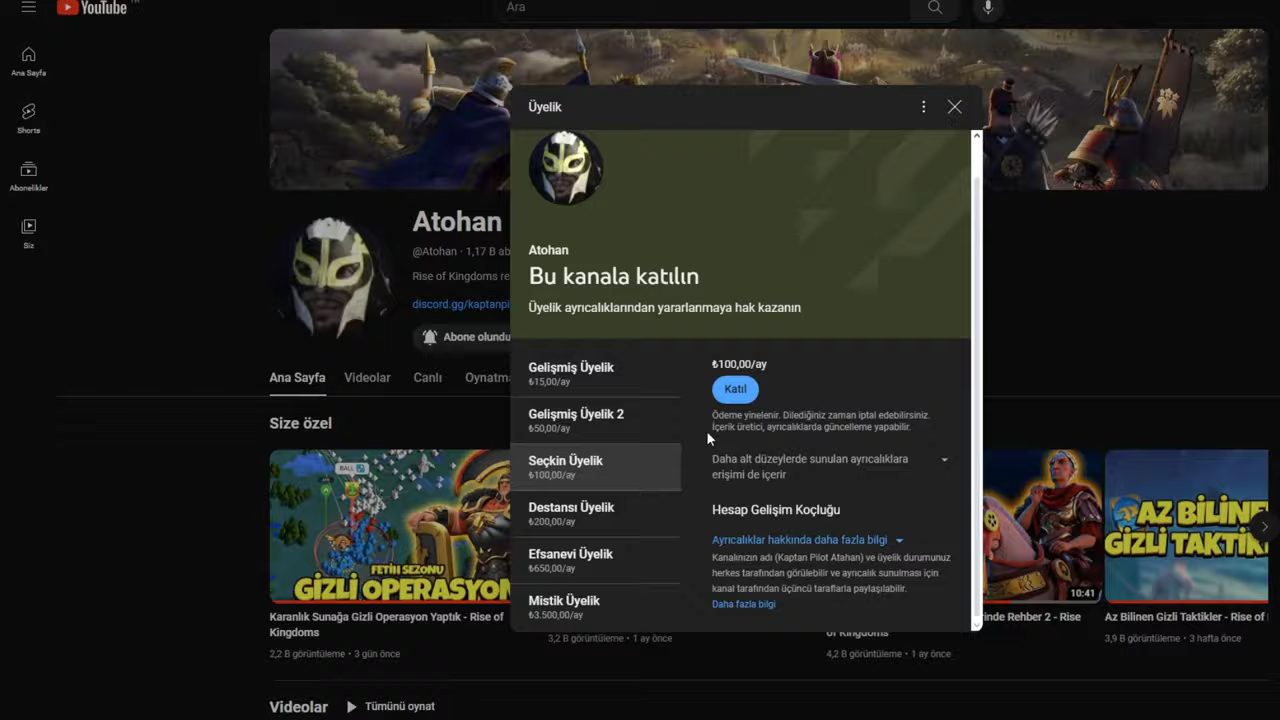 YouTube
TR
Ara
Ana Sayfa
Shorts
Abonelikler
Siz
Atohan
@Atohan · 1,17 B ab
Rise of Kingdoms re
discord.gg/kaptanpi
Abone olundu
Ana Sayfa
Videolar
Canlı
Oynatm
Üyelik
Atohan
Bu kanala katılın
Üyelik ayrıcalıklarından yararlanmaya hak kazanın
Gelişmiş Üyelik
₺15,00/ay
Gelişmiş Üyelik 2
₺50,00/ay
Seçkin Üyelik
₺100,00/ay
Destansı Üyelik
₺200,00/ay
Efsanevi Üyelik
₺650,00/ay
Mistik Üyelik
₺3.500,00/ay
₺100,00/ay
Katıl
Ödeme yinelenir. Dilediğiniz zaman iptal edebilirsiniz.
İçerik üretici, ayrıcalıklarda güncelleme yapabilir.
Daha alt düzeylerde sunulan ayrıcalıklara
erişimi de içerir
Hesap Gelişim Koçluğu
Ayrıcalıklar hakkında daha fazla bilgi
Kanalınızın adı (Kaptan Pilot Atahan) ve üyelik durumunuz
herkes tarafından görülebilir ve ayrıcalık sunulması için
kanal tarafından üçüncü taraflarla paylaşılabilir.
Daha fazla bilgi
Size özel
BALL
FETİH SEZONU
GİZLİ OPERASYON
AZ BİLİNE
GİZLİ TAKTİK
10:41
Karanlık Sunağa Gizli Operasyon Yaptık - Rise of
Kingdoms
2,2 B görüntüleme • 3 gün önce
3,2 B görüntüleme • 1 ay önce
inde Rehber 2 - Rise
of Kingdoms
4,2 B görüntüleme • 1 ay önce
Az Bilinen Gizli Taktikler - Rise of
Kingdoms
3,9 B görüntüleme • 3 hafta önce
Videolar
Tümünü oynat